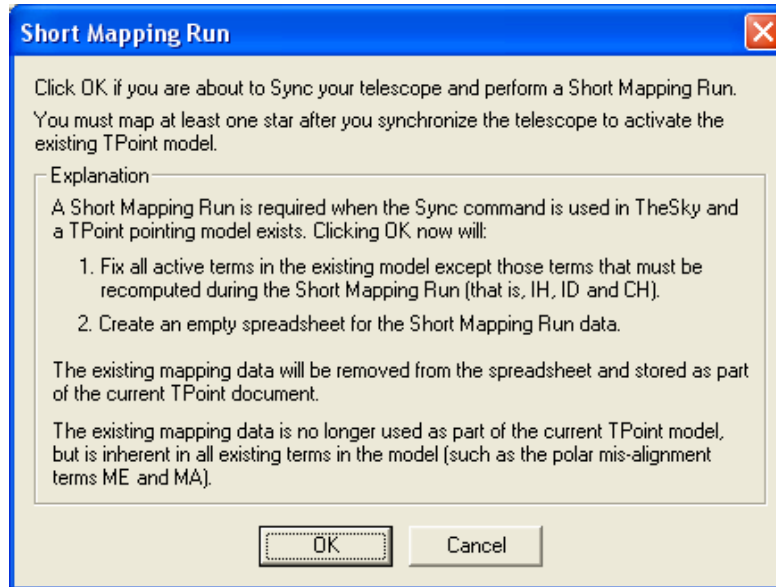 Short Mapping Run
Click OK if you are about to Sync your telescope and perform a Short Mapping Run.
You must map at least one star after you synchronize the telescope to activate the
existing TPoint model.
Explanation
A Short Mapping Run is required when the Sync command is used in TheSky and
a TPoint pointing model exists. Clicking OK now will:
1. Fix all active terms in the existing model except those terms that must be
recomputed during the Short Mapping Run (that is, IH, ID and CH).
2. Create an empty spreadsheet for the Short Mapping Run data.
The existing mapping data will be removed from the spreadsheet and stored as part
of the current TPoint document.
The existing mapping data is no longer used as part of the current TPoint model,
but is inherent in all existing terms in the model (such as the polar mis-alignment
terms ME and MA).
OK
Cancel